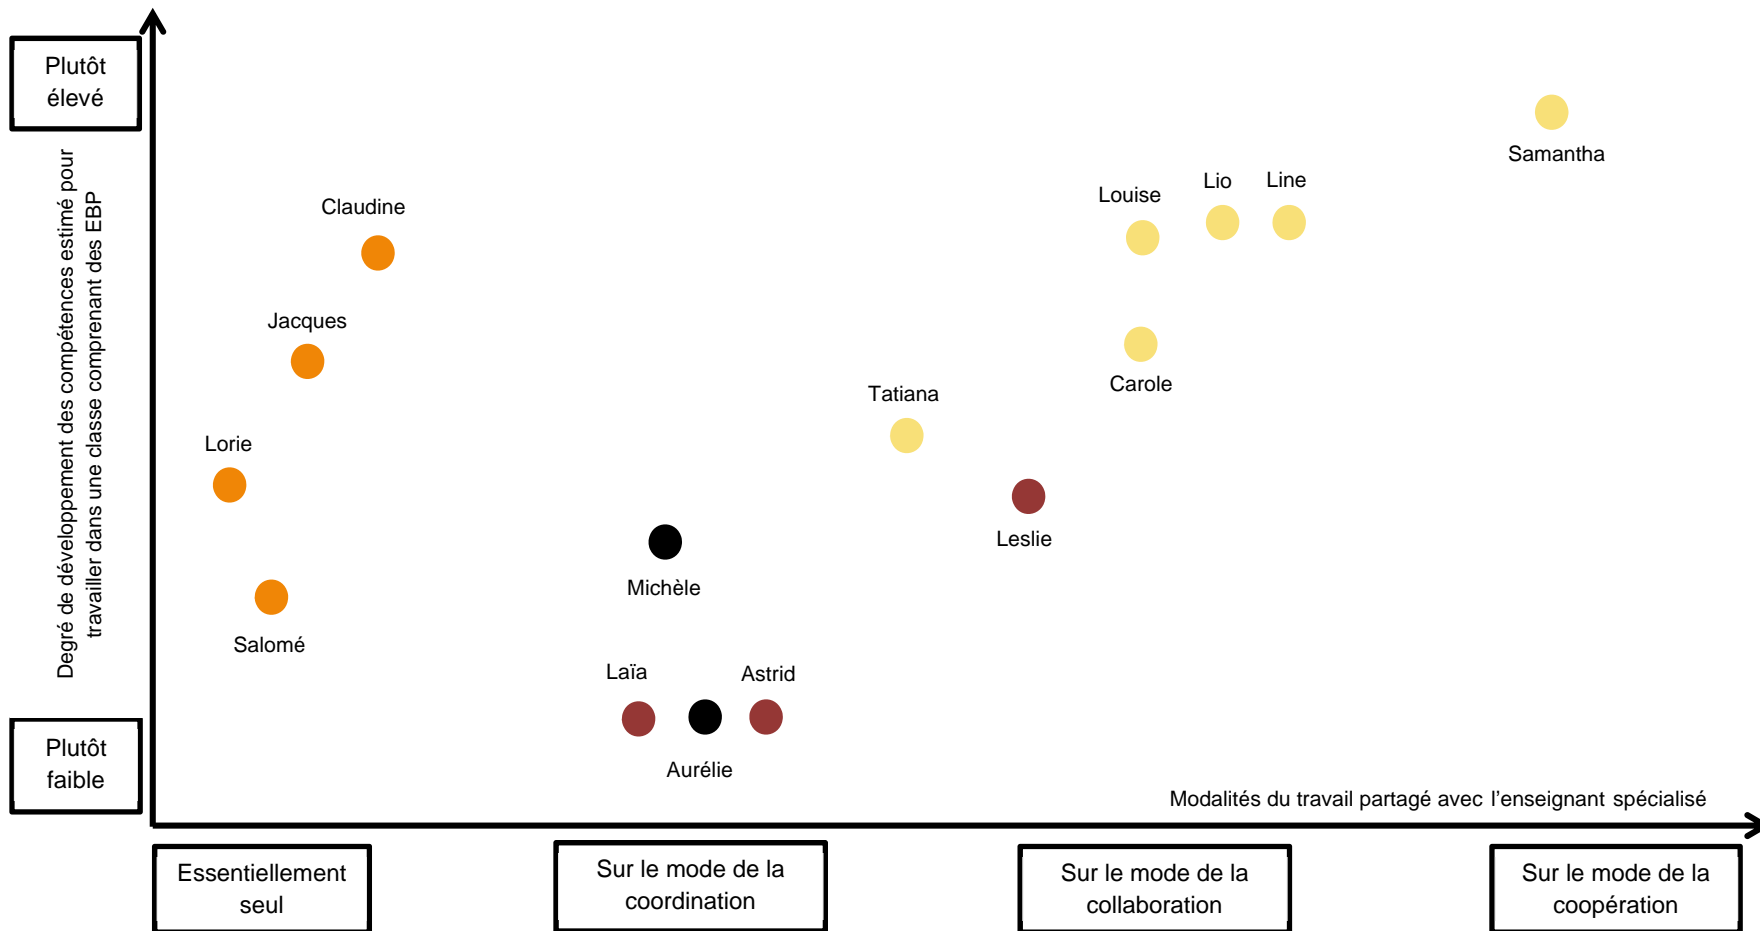 Plutôt
élevé
Degré de développement des compétences estimé pour
travailler dans une classe comprenant des EBP
Samantha
Claudine
Louise
Lio
Line
Jacques
Carole
Tatiana
Lorie
Leslie
Michèle
Salomé
Laïa
Astrid
Aurélie
Plutôt
faible
Modalités du travail partagé avec l'enseignant spécialisé
Essentiellement
seul
Sur le mode de la
coordination
Sur le mode de la
collaboration
Sur le mode de la
coopération